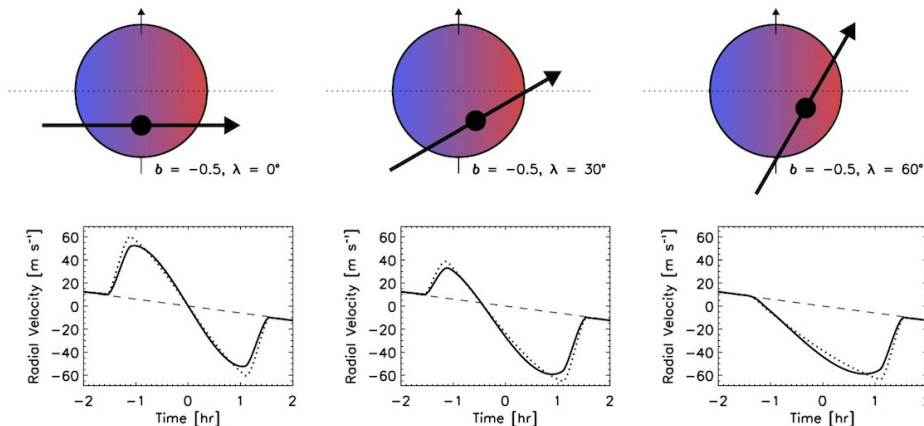 b = −0.5, λ = 0°
b = −0.5, λ = 30°
b = −0.5, λ = 60°
Radial Velocity [m s⁻¹]
60
40
20
0
−20
−40
−60
−2 −1 0 1 2
Time [hr]
Radial Velocity [m s⁻¹]
60
40
20
0
−20
−40
−60
−2 −1 0 1 2
Time [hr]
Radial Velocity [m s⁻¹]
60
40
20
0
−20
−40
−60
−2 −1 0 1 2
Time [hr]